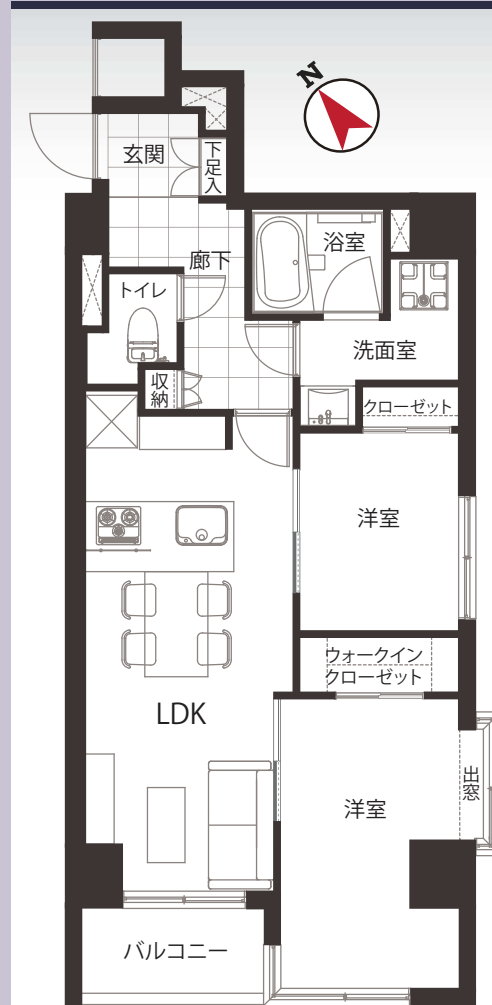 N
玄関
下足入
廊下
浴室
トイレ
洗面室
収納
クローゼット
洋室
ウォークイン
クローゼット
LDK
洋室
出窓
バルコニー